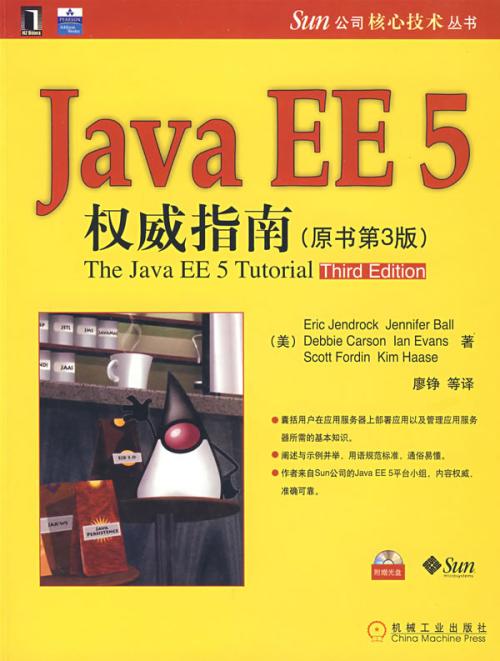 HZ Books
PEARSON
Addison
Wesley
Sun 公司核心技术丛书
Java EE 5
权威指南(原书第3版)
The Java EE 5 Tutorial Third Edition
Eric Jendrock Jennifer Ball
(美) Debbie Carson Ian Evans 著
Scott Fordin Kim Haase
廖铮 等译
囊括用户在应用服务器上部署应用以及管理应用服务
器所需的基本知识。
阐述与示例并举,用语规范标准,通俗易懂。
作者来自Sun公司的Java EE 5平台小组,内容权威,
准确可靠。
JSTL
JMS
JAVAMAIL
EJB 3.0
JAX-WS
JAVA
PERSISTENCE
附赠光盘
Sun
microsystems
机械工业出版社
China Machine Press